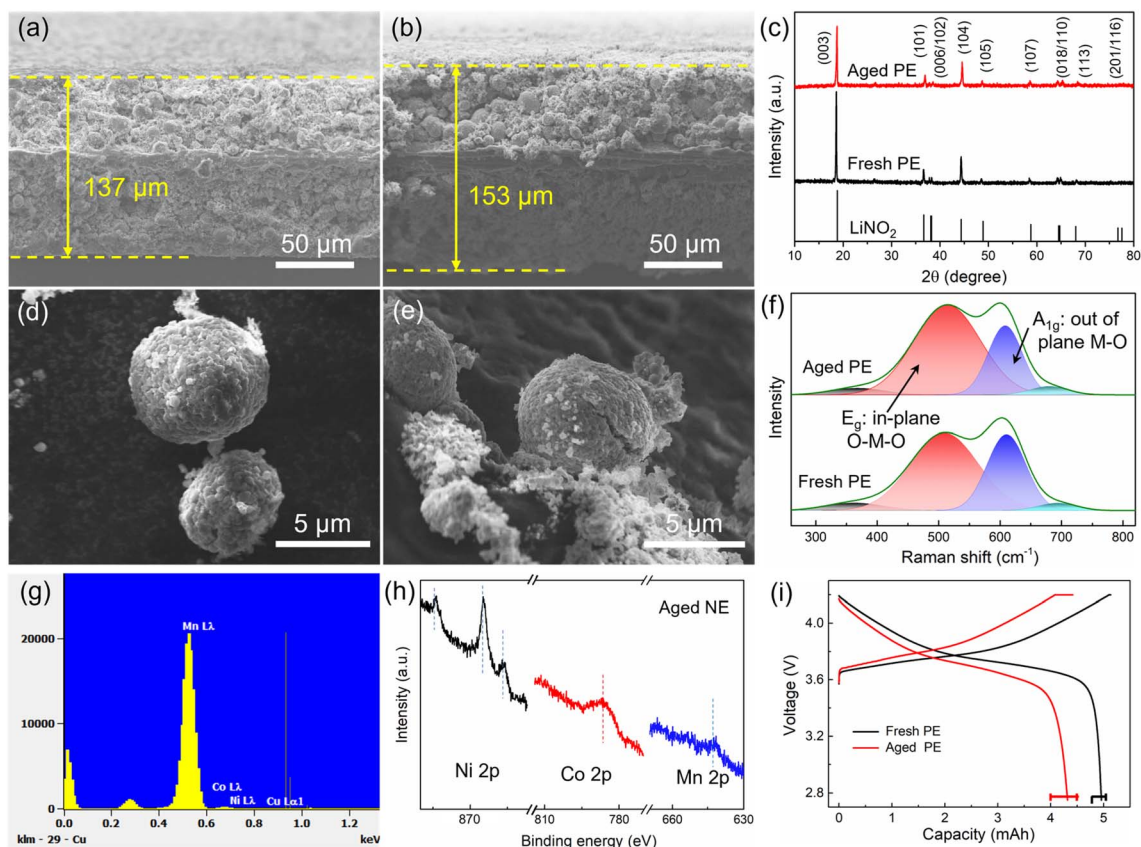 (a)
137 μm
50 μm
(b)
153 μm
50 μm
(c)
Intensity (a.u.)
(003)
(101)
(006/102)
(104)
(105)
(107)
(018/110)
(113)
(201/116)
Aged PE
Fresh PE
LiNO₂
10 20 30 40 50 60 70 80
2θ (degree)
(d)
5 μm
(e)
5 μm
(f)
Intensity
A₁g: out of
plane M-O
Aged PE
Eg: in-plane
O-M-O
Fresh PE
300 400 500 600 700 800
Raman shift (cm⁻¹)
(g)
20000
10000
0
Mn Lλ
Co Lλ
Ni Lλ
Cu Lα1
0.0 0.2 0.4 0.6 0.8 1.0 1.2
klm - 29 - Cu
keV
(h)
Aged NE
Intensity (a.u.)
Ni 2p
Co 2p
Mn 2p
870 810 780 660 630
Binding energy (eV)
(i)
Voltage (V)
4.2
3.6
3.2
2.8
Fresh PE
Aged PE
0 1 2 3 4 5
Capacity (mAh)